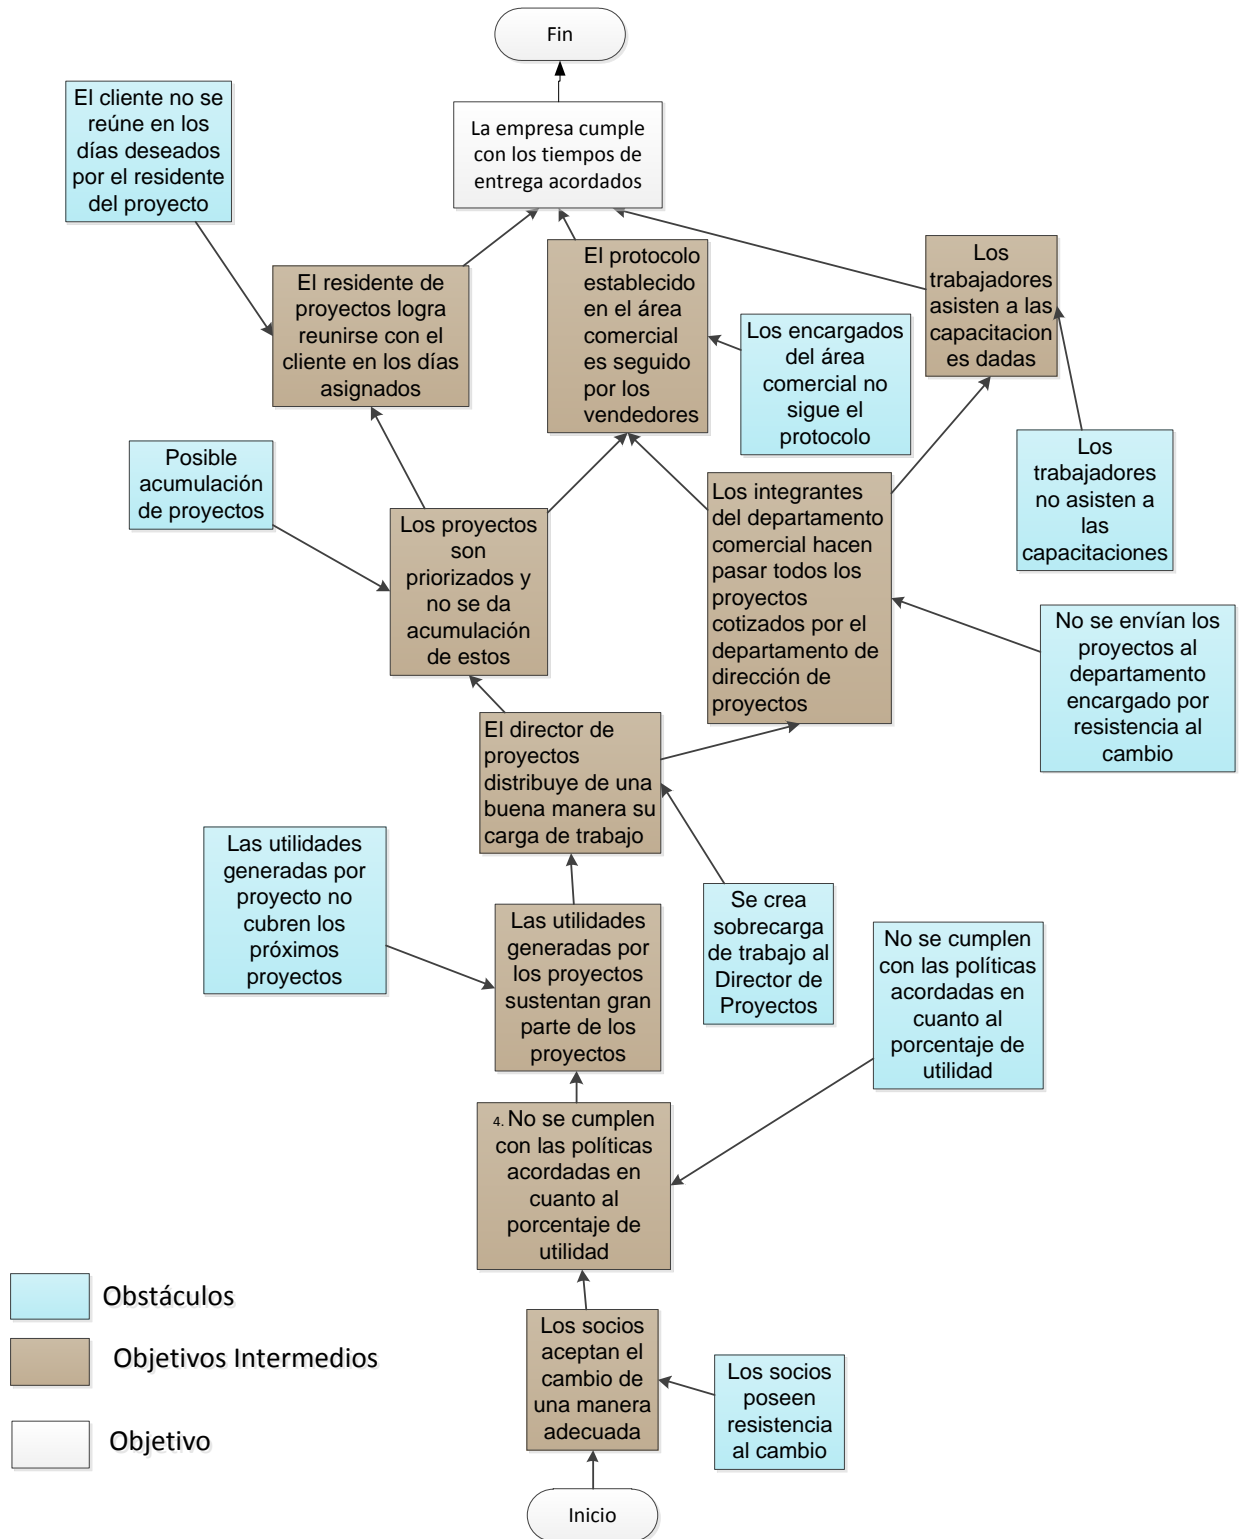 Fin
El cliente no se
reúne en los
días deseados
por el residente
del proyecto
La empresa cumple
con los tiempos de
entrega acordados
El residente de
proyectos logra
reunirse con el
cliente en los días
asignados
El protocolo
establecido
en el área
comercial
es seguido
por los
vendedores
Los
trabajadores
asisten a las
capacitacion
es dadas
Los encargados
del área
comercial no
sigue el
protocolo
Posible
acumulación
de proyectos
Los
trabajadores
no asisten a
las
capacitaciones
Los proyectos
son
priorizados y
no se da
acumulación
de estos
Los integrantes
del departamento
comercial hacen
pasar todos los
proyectos
cotizados por el
departamento de
dirección de
proyectos
No se envían los
proyectos al
departamento
encargado por
resistencia al
cambio
El director de
proyectos
distribuye de una
buena manera su
carga de trabajo
Las utilidades
generadas por
proyecto no
cubren los
próximos
proyectos
Se crea
sobrecarga
de trabajo al
Director de
Proyectos
Las utilidades
generadas por
los proyectos
sustentan gran
parte de los
proyectos
No se cumplen
con las políticas
acordadas en
cuanto al
porcentaje de
utilidad
4. No se cumplen
con las políticas
acordadas en
cuanto al
porcentaje de
utilidad
Los socios
aceptan el
cambio de
una manera
adecuada
Los socios
poseen
resistencia
al cambio
Inicio
Obstáculos
Objetivos Intermedios
Objetivo